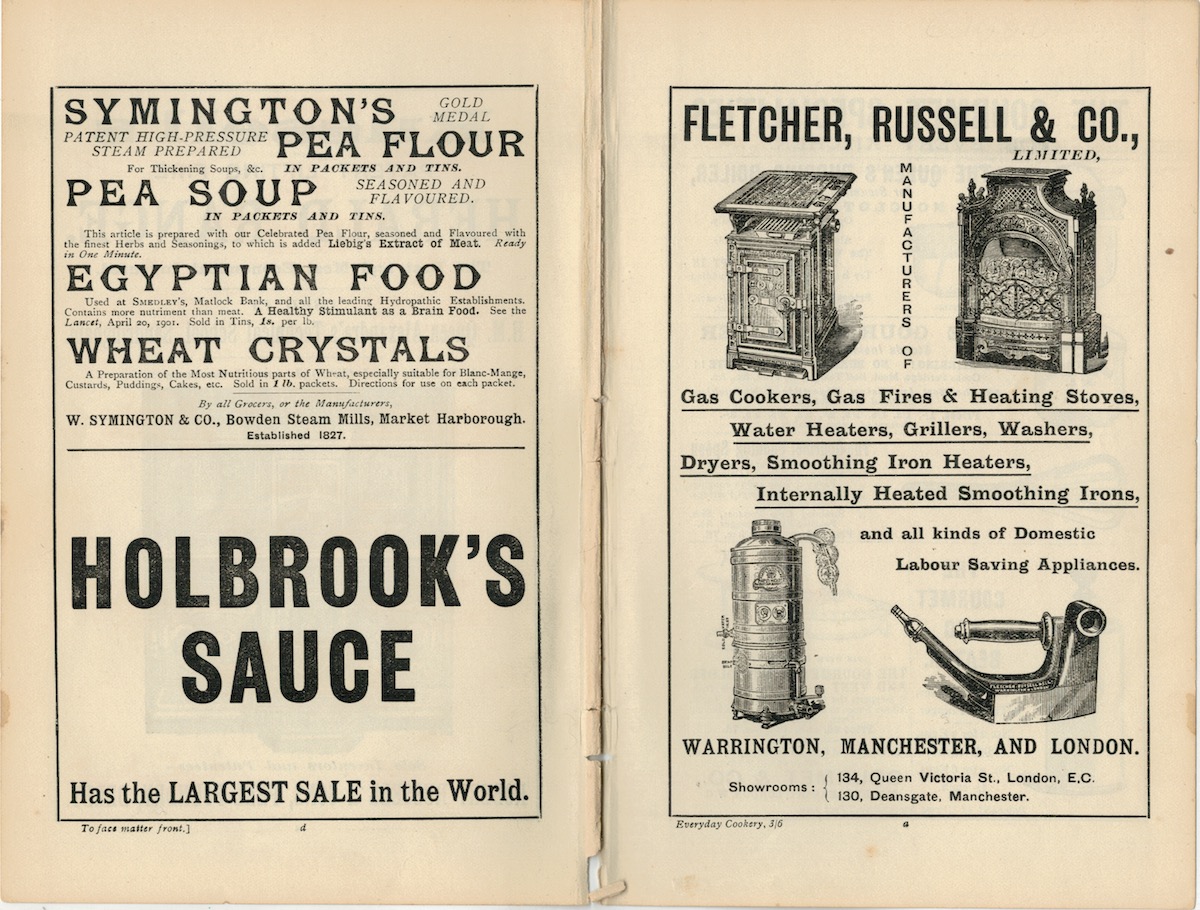 SYMINGTON'S GOLD MEDAL
PATENT HIGH-PRESSURE STEAM PREPARED PEA FLOUR
For Thickening Soups, &c. IN PACKETS AND TINS.
PEA SOUP SEASONED AND FLAVOURED.
IN PACKETS AND TINS.
This article is prepared with our Celebrated Pea Flour, seasoned and Flavoured with
the finest Herbs and Seasonings, to which is added Liebig's Extract of Meat. Ready
in One Minute.
EGYPTIAN FOOD
Used at SMEDLEY'S, Matlock Bank, and all the leading Hydropathic Establishments.
Contains more nutriment than meat. A Healthy Stimulant as a Brain Food. See the
Lancet, April 20, 1901. Sold in Tins, 1s. per lb.
WHEAT CRYSTALS
A Preparation of the Most Nutritious parts of Wheat, especially suitable for Blanc-Mange,
Custards, Puddings, Cakes, etc. Sold in 1 lb. packets. Directions for use on each packet.
By all Grocers, or the Manufacturers,
W. SYMINGTON & CO., Bowden Steam Mills, Market Harborough.
Established 1827.
HOLBROOK'S
SAUCE
Has the LARGEST SALE in the World.
To face matter front.] d
FLETCHER, RUSSELL & CO.,
LIMITED,
MANUFACTURERS OF
Gas Cookers, Gas Fires & Heating Stoves,
Water Heaters, Grillers, Washers,
Dryers, Smoothing Iron Heaters,
Internally Heated Smoothing Irons,
and all kinds of Domestic
Labour Saving Appliances.
FLETCHER RUSSELL & Co
WARRINGTON & LONDON
WARRINGTON, MANCHESTER, AND LONDON.
Showrooms: { 134, Queen Victoria St., London, E.C.
130, Deansgate, Manchester.
Everyday Cookery, 3/6 a